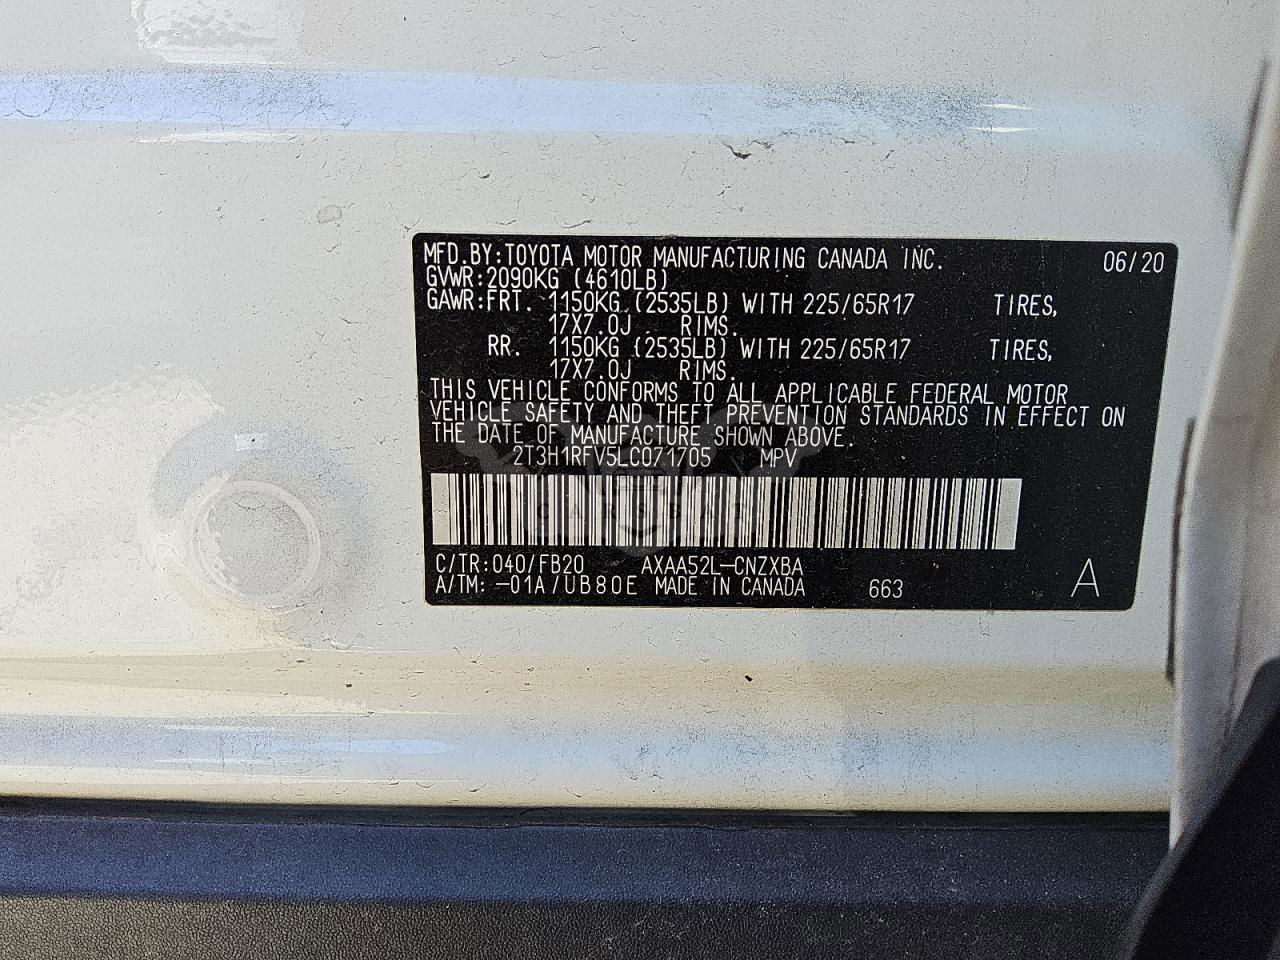 MFD.BY:TOYOTA MOTOR MANUFACTURING CANADA INC. 06/20
GVWR:2090KG (4610LB)
GAWR:FRT. 1150KG (2535LB) WITH 225/65R17 TIRES,
17X7.0J RIMS.
RR. 1150KG (2535LB) WITH 225/65R17 TIRES,
17X7.0J RIMS.
THIS VEHICLE CONFORMS TO ALL APPLICABLE FEDERAL MOTOR
VEHICLE SAFETY AND THEFT PREVENTION STANDARDS IN EFFECT ON
THE DATE OF MANUFACTURE SHOWN ABOVE.
2T3H1RFV5LC071705 MPV
C/TR:040/FB20 AXAA52L-CNZXBA
A/TM:-01A/UB80E MADE IN CANADA 663 A